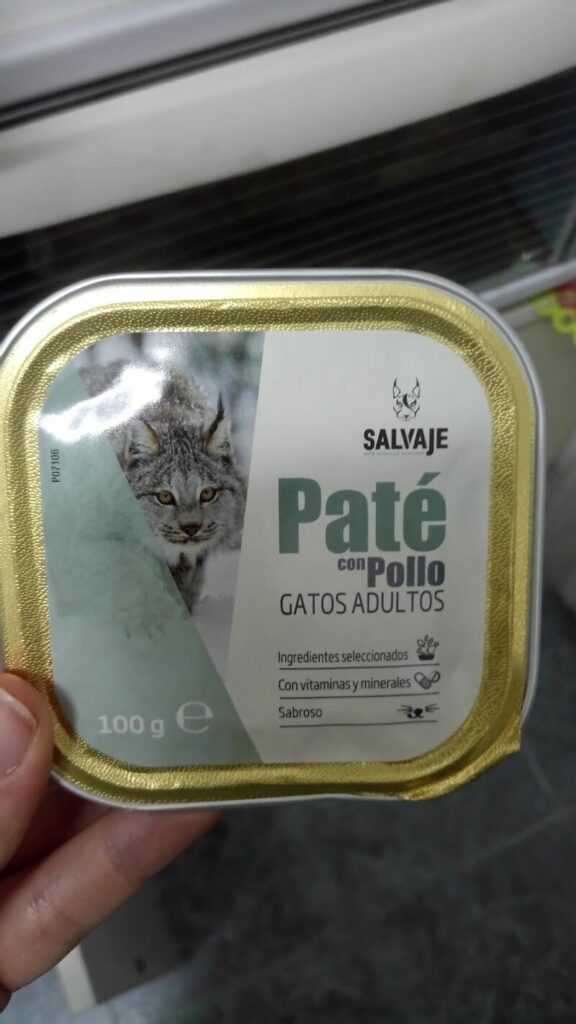 SALVAJE
Paté
con Pollo
GATOS ADULTOS
Ingredientes seleccionados
Con vitaminas y minerales
Sabroso
100 g e
P07106